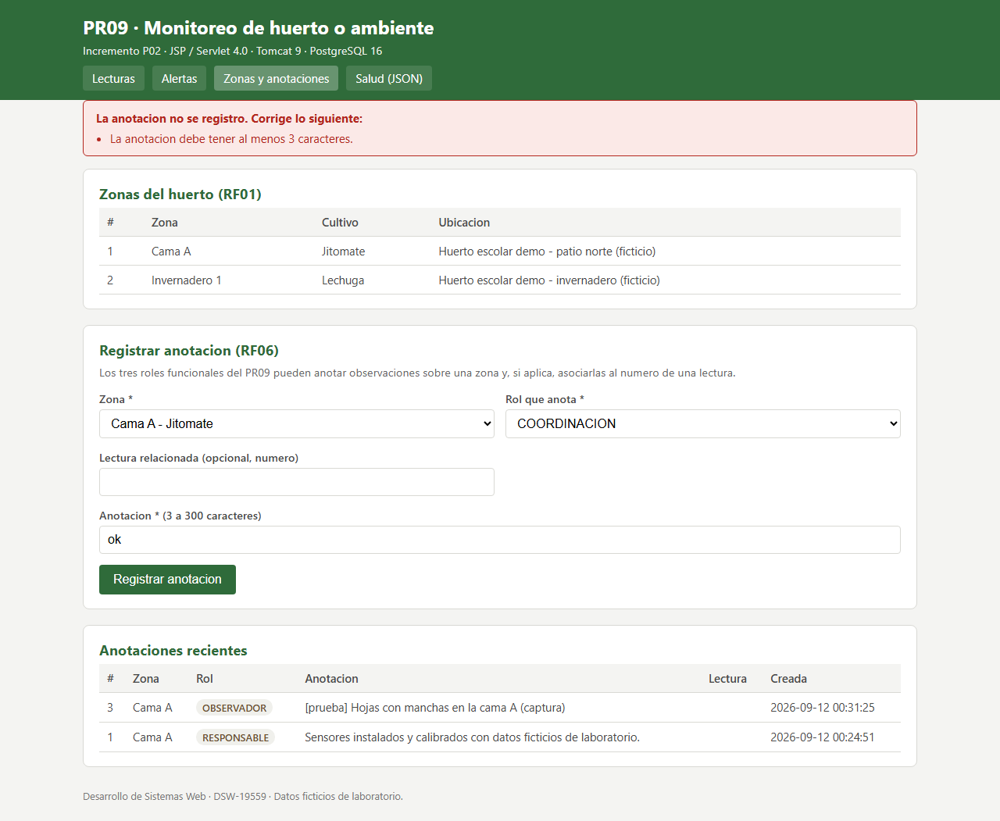 PR09 · Monitoreo de huerto o ambiente
Incremento P02 · JSP / Servlet 4.0 · Tomcat 9 · PostgreSQL 16
Lecturas Alertas Zonas y anotaciones Salud (JSON)
La anotacion no se registro. Corrige lo siguiente:
• La anotacion debe tener al menos 3 caracteres.
Zonas del huerto (RF01)
# Zona Cultivo Ubicacion
1 Cama A Jitomate Huerto escolar demo - patio norte (ficticio)
2 Invernadero 1 Lechuga Huerto escolar demo - invernadero (ficticio)
Registrar anotacion (RF06)
Los tres roles funcionales del PR09 pueden anotar observaciones sobre una zona y, si aplica, asociarlas al numero de una lectura.
Zona * Rol que anota *
Cama A - Jitomate COORDINACION
Lectura relacionada (opcional, numero)
Anotacion * (3 a 300 caracteres)
ok
Registrar anotacion
Anotaciones recientes
# Zona Rol Anotacion Lectura Creada
3 Cama A OBSERVADOR [prueba] Hojas con manchas en la cama A (captura) 2026-09-12 00:31:25
1 Cama A RESPONSABLE Sensores instalados y calibrados con datos ficticios de laboratorio. 2026-09-12 00:24:51
Desarrollo de Sistemas Web · DSW-19559 · Datos ficticios de laboratorio.